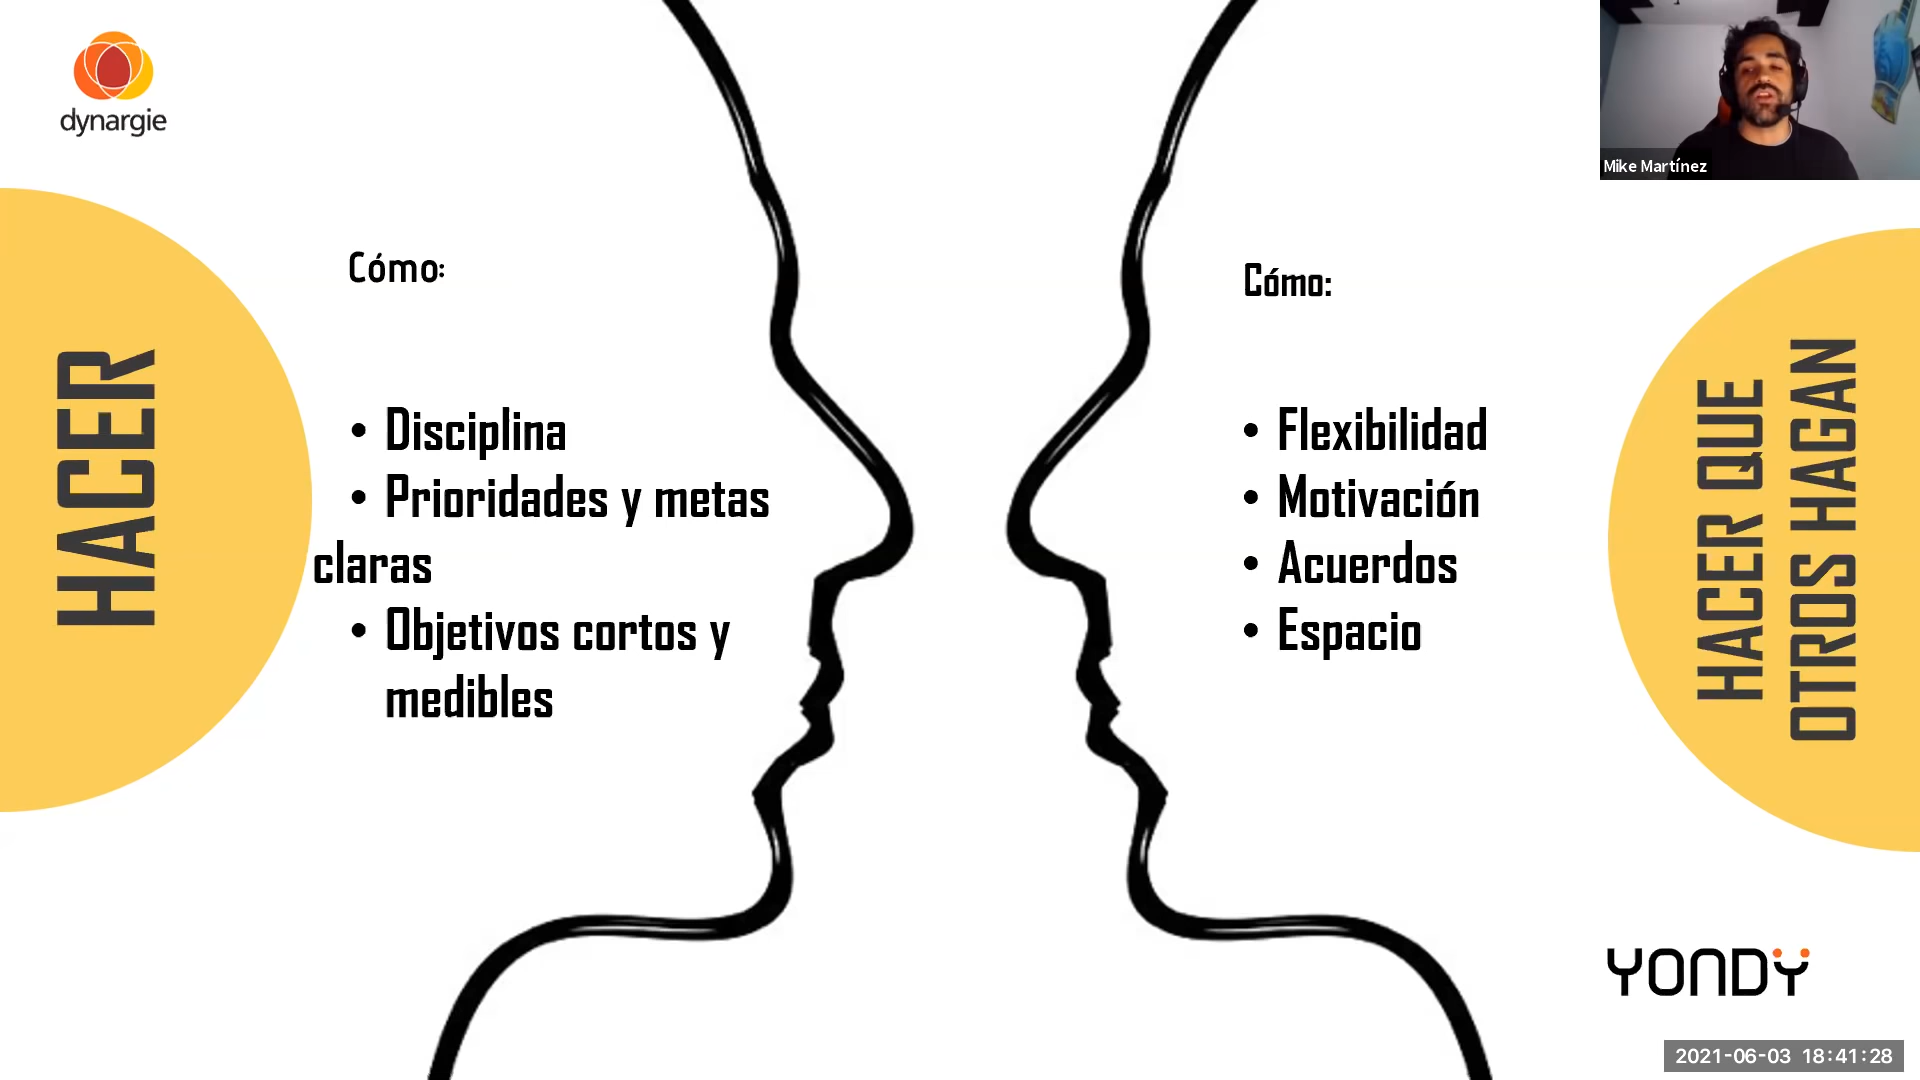 dynargie
Mike Martínez
HACER
Cómo:
• Disciplina
• Prioridades y metas
claras
• Objetivos cortos y
medibles
Cómo:
• Flexibilidad
• Motivación
• Acuerdos
• Espacio
HACER QUE
OTROS HAGAN
YONDY
2021-06-03 18:41:28